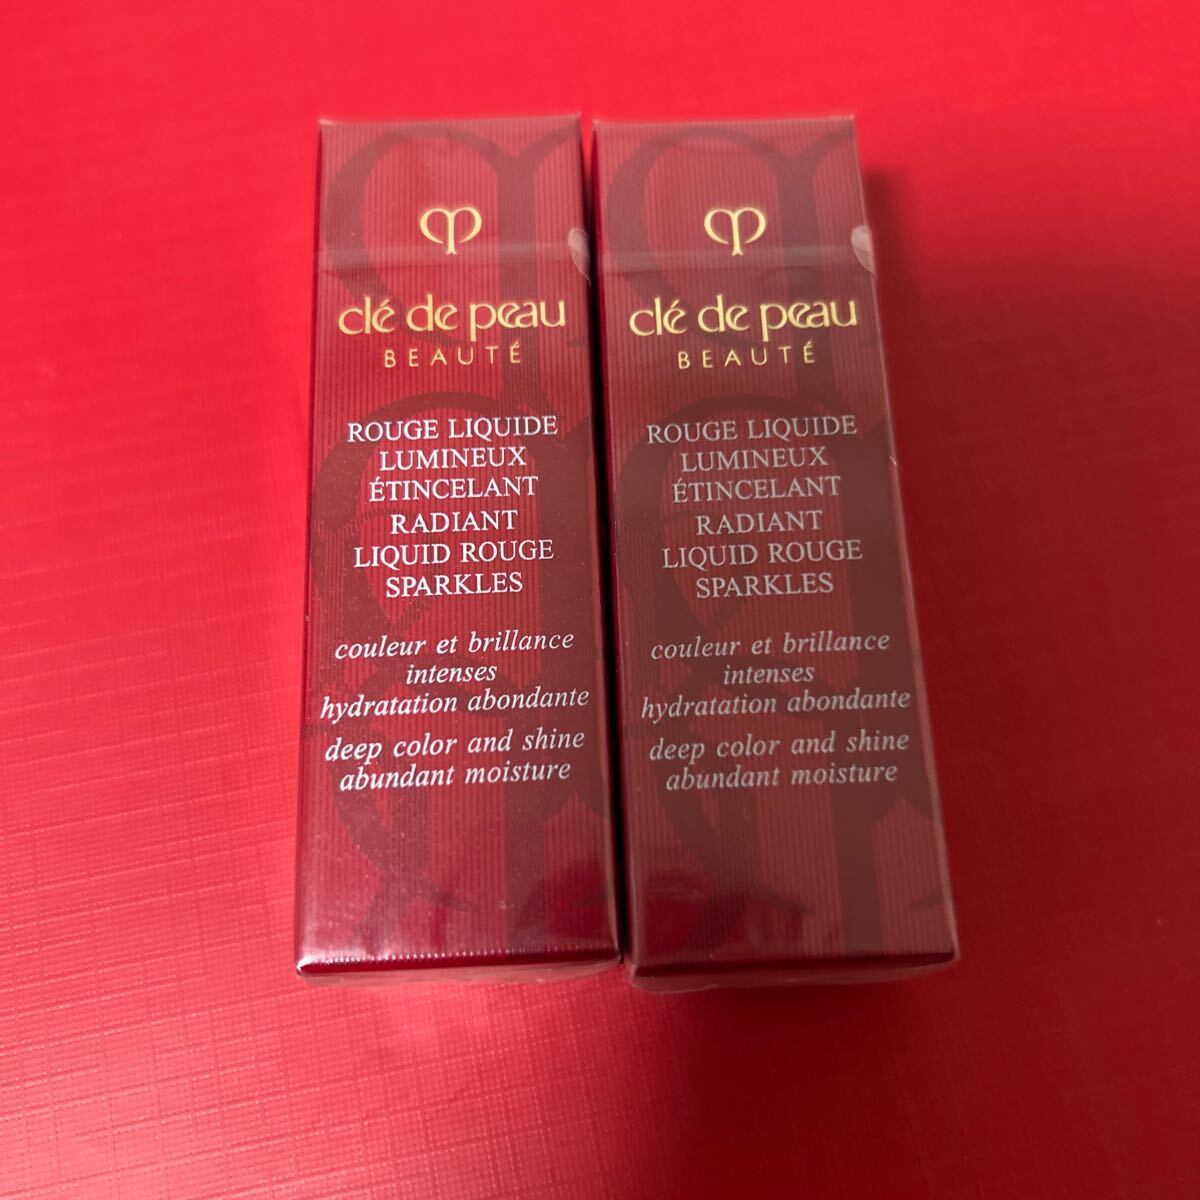 clé de peau
BEAUTÉ
ROUGE LIQUIDE
LUMINEUX
ÉTINCELANT
RADIANT
LIQUID ROUGE
SPARKLES
couleur et brillance
intenses
hydratation abondante
deep color and shine
abundant moisture
clé de peau
BEAUTÉ
ROUGE LIQUIDE
LUMINEUX
ÉTINCELANT
RADIANT
LIQUID ROUGE
SPARKLES
couleur et brillance
intenses
hydratation abondante
deep color and shine
abundant moisture